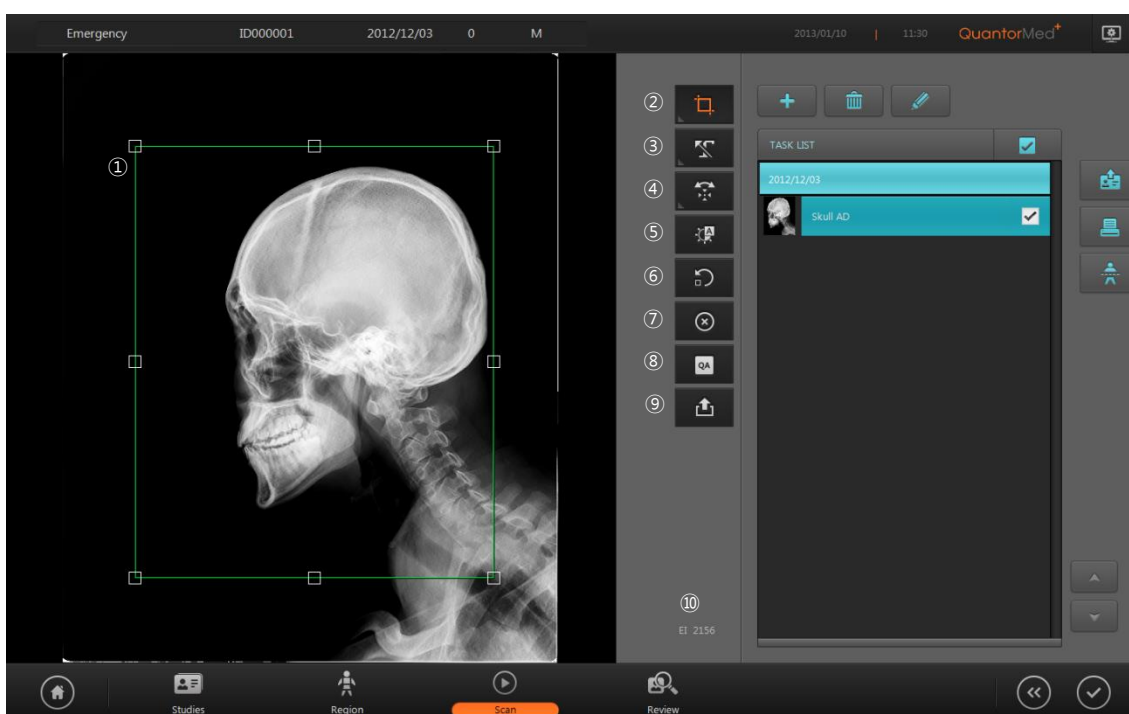 Emergency ID000001 2012/12/03 0 M 2013/01/10 | 11:30 QuantorMed+
①
②
③
④
⑤ A
⑥
⑦
⑧ QA
⑨
⑩
EI 2156
TASK LIST
2012/12/03
Skull AD
Studies Region Scan Review